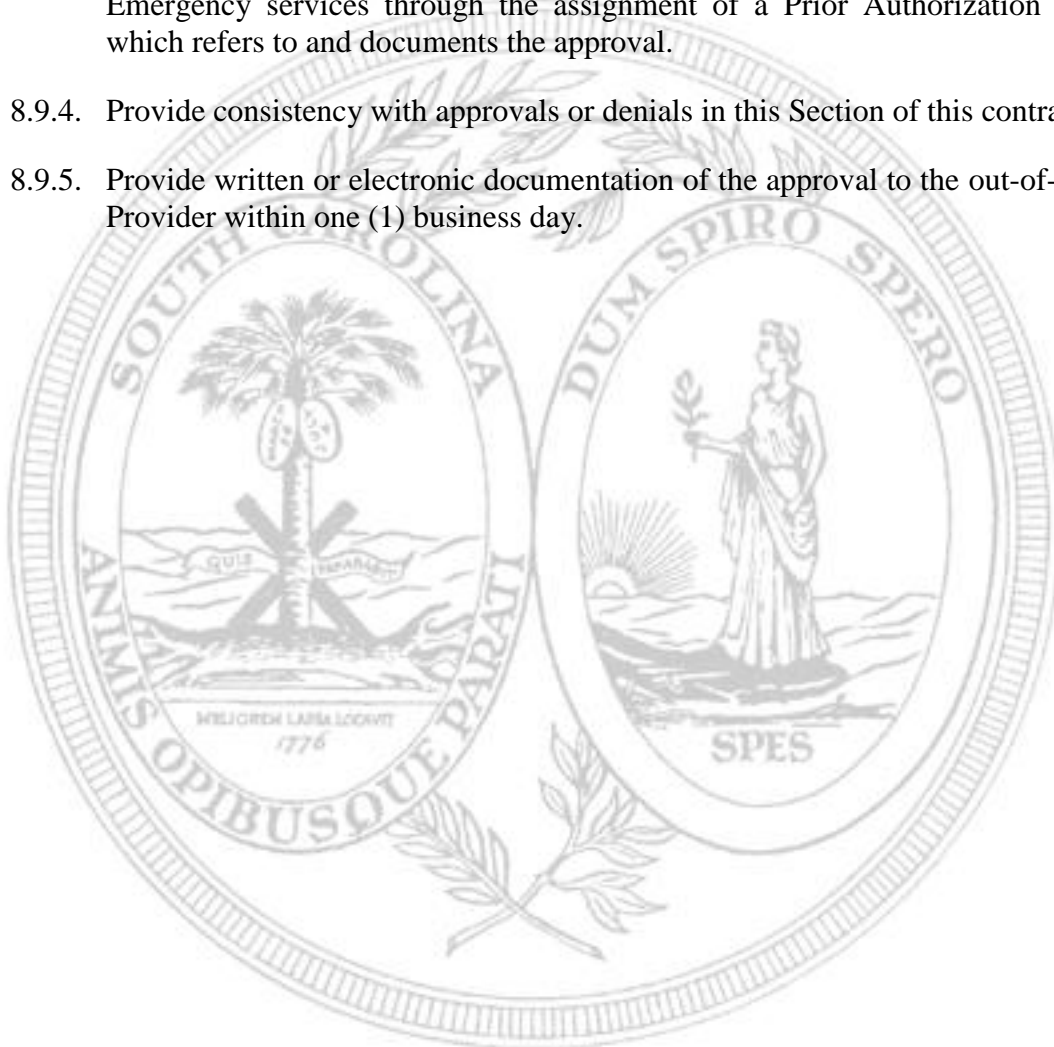 Emergency services through the assignment of a Prior Authorization
which refers to and documents the approval.
8.9.4. Provide consistency with approvals or denials in this Section of this contra
8.9.5. Provide written or electronic documentation of the approval to the out-of-
Provider within one (1) business day.
SOUTH CAROLINA
ANIMIS OPIBUSQUE PARATI
QUIS
1776
DUM SPIRO SPERO
SPES